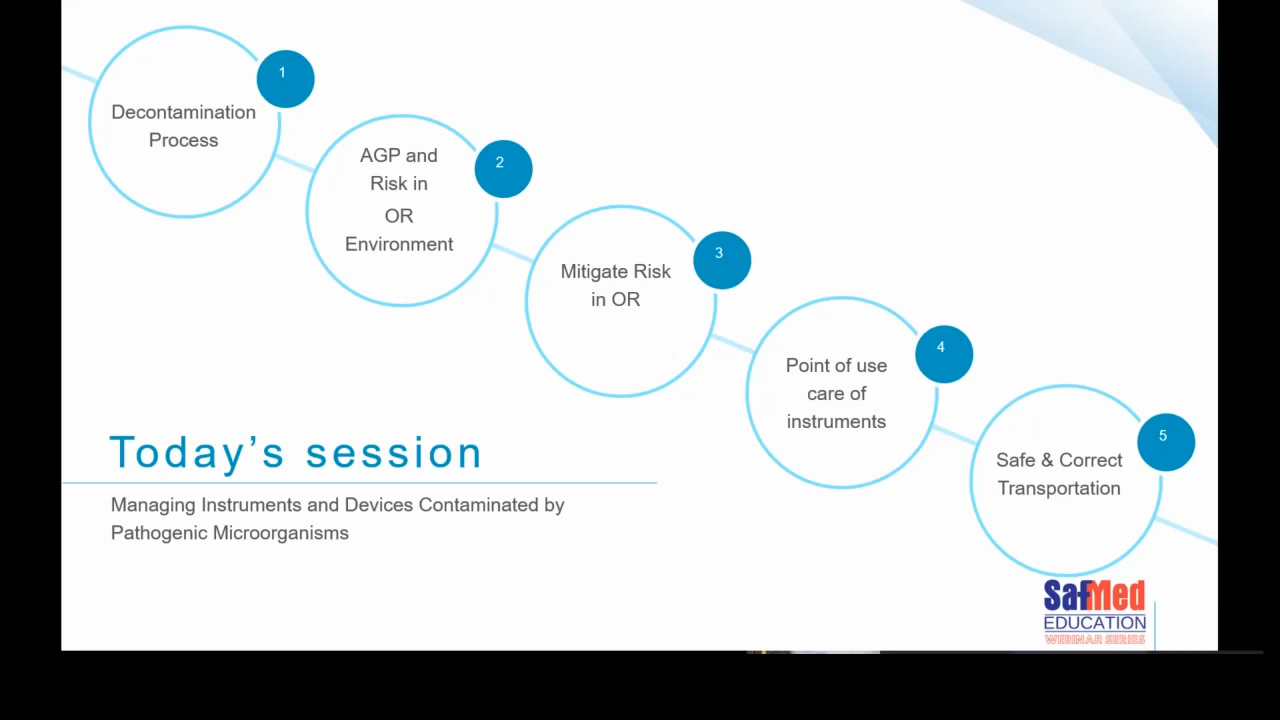 1
Decontamination
Process
2
AGP and
Risk in
OR
Environment
3
Mitigate Risk
in OR
4
Point of use
care of
instruments
5
Safe & Correct
Transportation
Today's session
Managing Instruments and Devices Contaminated by
Pathogenic Microorganisms
SafMed
EDUCATION
WEBINAR SERIES